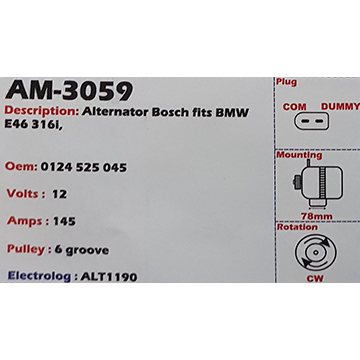 AM-3059
Description: Alternator Bosch fits BMW
E46 316i,
Oem: 0124 525 045
Volts : 12
Amps : 145
Pulley : 6 groove
Electrolog : ALT1190
Plug
COM DUMMY
Mounting
78mm
Rotation
CW